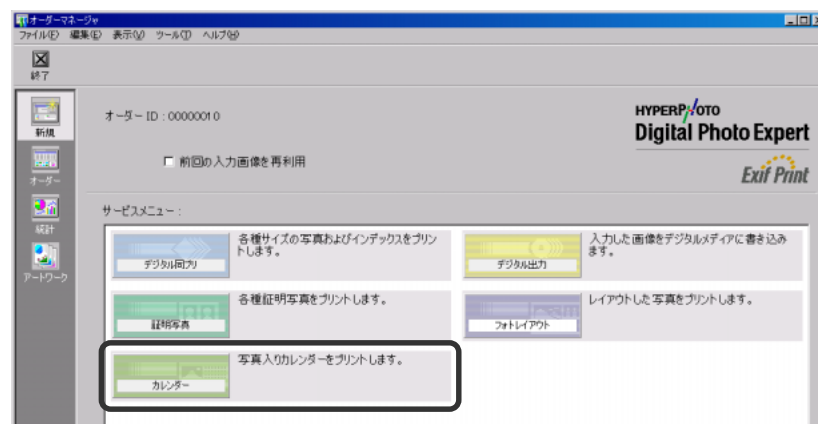 オーダーマネージャ
ファイル(F) 編集(E) 表示(V) ツール(T) ヘルプ(H)
終了
新規
オーダー
統計
アートワーク
オーダー ID : 00000010
前回の入力画像を再利用
HYPERPHOTO
Digital Photo Expert
Exif Print
サービスメニュー :
デジタル同プリ
各種サイズの写真およびインデックスをプリン
トします。
デジタル出力
入力した画像をデジタルメディアに書き込み
ます。
証明写真
各種証明写真をプリントします。
フォトレイアウト
レイアウトした写真をプリントします。
カレンダー
写真入りカレンダーをプリントします。